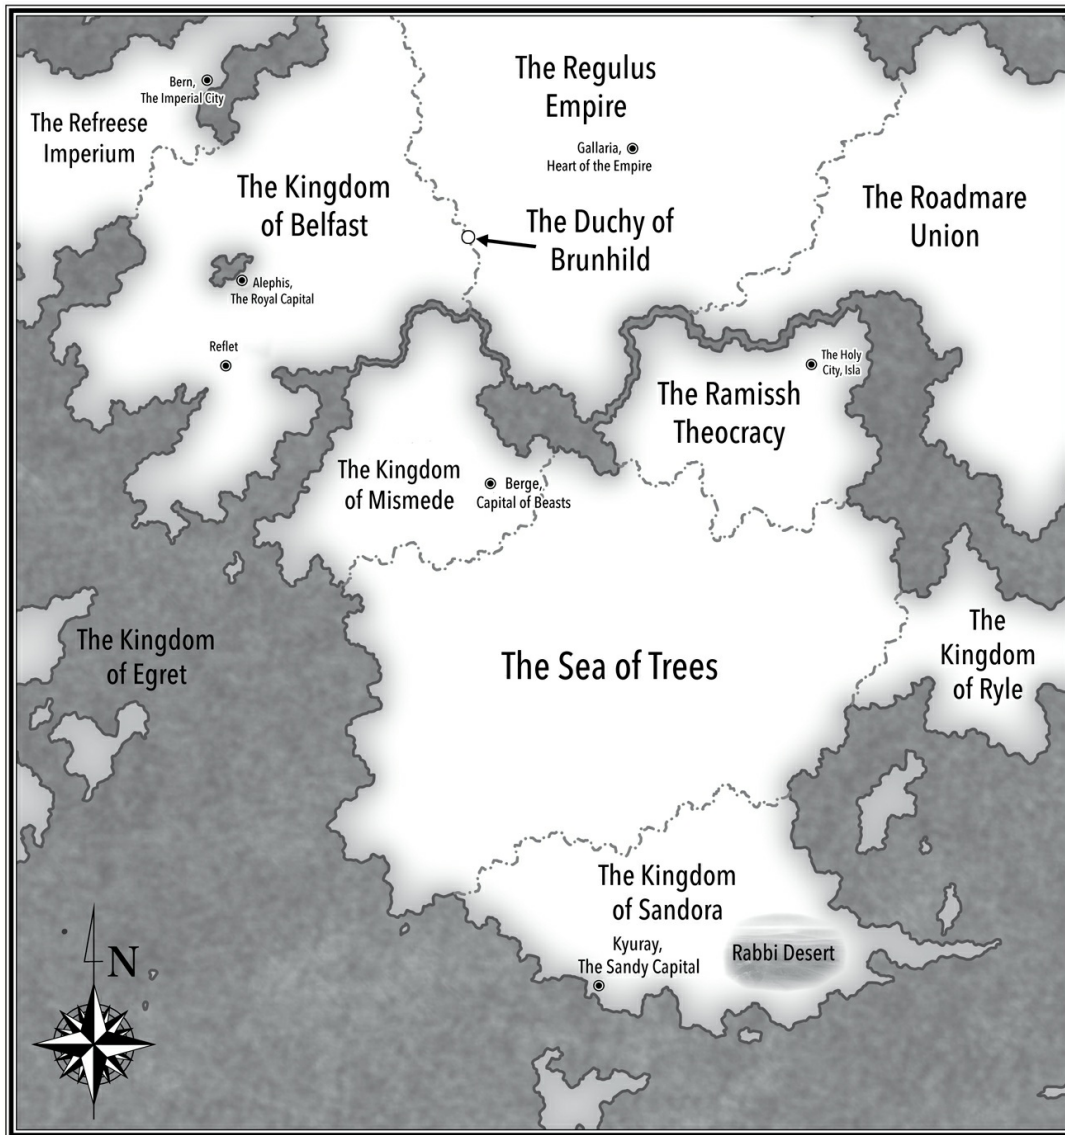 The Regulus
Empire
Bern,
The Imperial City
The Refreese
Imperium
Gallaria,
Heart of the Empire
The Kingdom
of Belfast
The Roadmare
Union
The Duchy of
Brunhild
Alephis,
The Royal Capital
Reflet
The Holy
City, Isla
The Ramissh
Theocracy
The Kingdom
of Mismede
Berge,
Capital of Beasts
The Kingdom
of Egret
The Sea of Trees
The
Kingdom
of Ryle
The Kingdom
of Sandora
Kyuray,
The Sandy Capital
Rabbi Desert
N